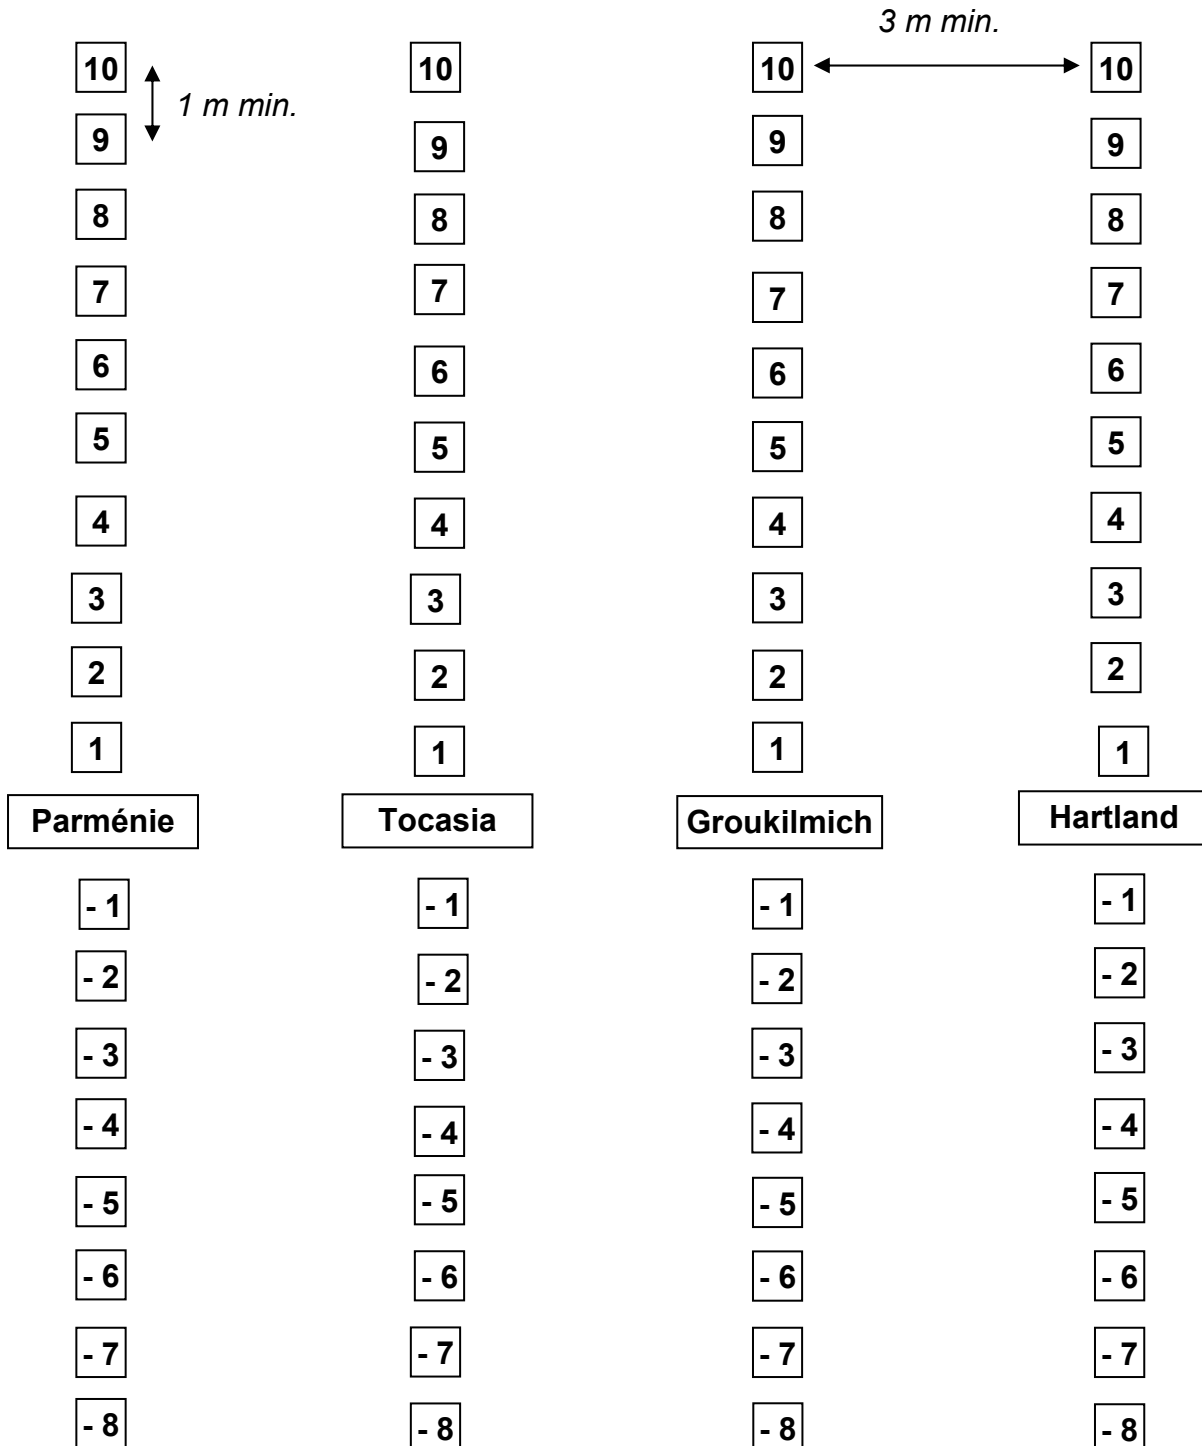 3 m min.
10 10 10 10
1 m min.
9 9 9 9
8 8 8 8
7 7 7 7
6 6 6 6
5 5 5 5
4 4 4 4
3 3 3 3
2 2 2 2
1 1 1 1
Parménie Tocasia Groukilmich Hartland
- 1 - 1 - 1 - 1
- 2 - 2 - 2 - 2
- 3 - 3 - 3 - 3
- 4 - 4 - 4 - 4
- 5 - 5 - 5 - 5
- 6 - 6 - 6 - 6
- 7 - 7 - 7 - 7
- 8 - 8 - 8 - 8